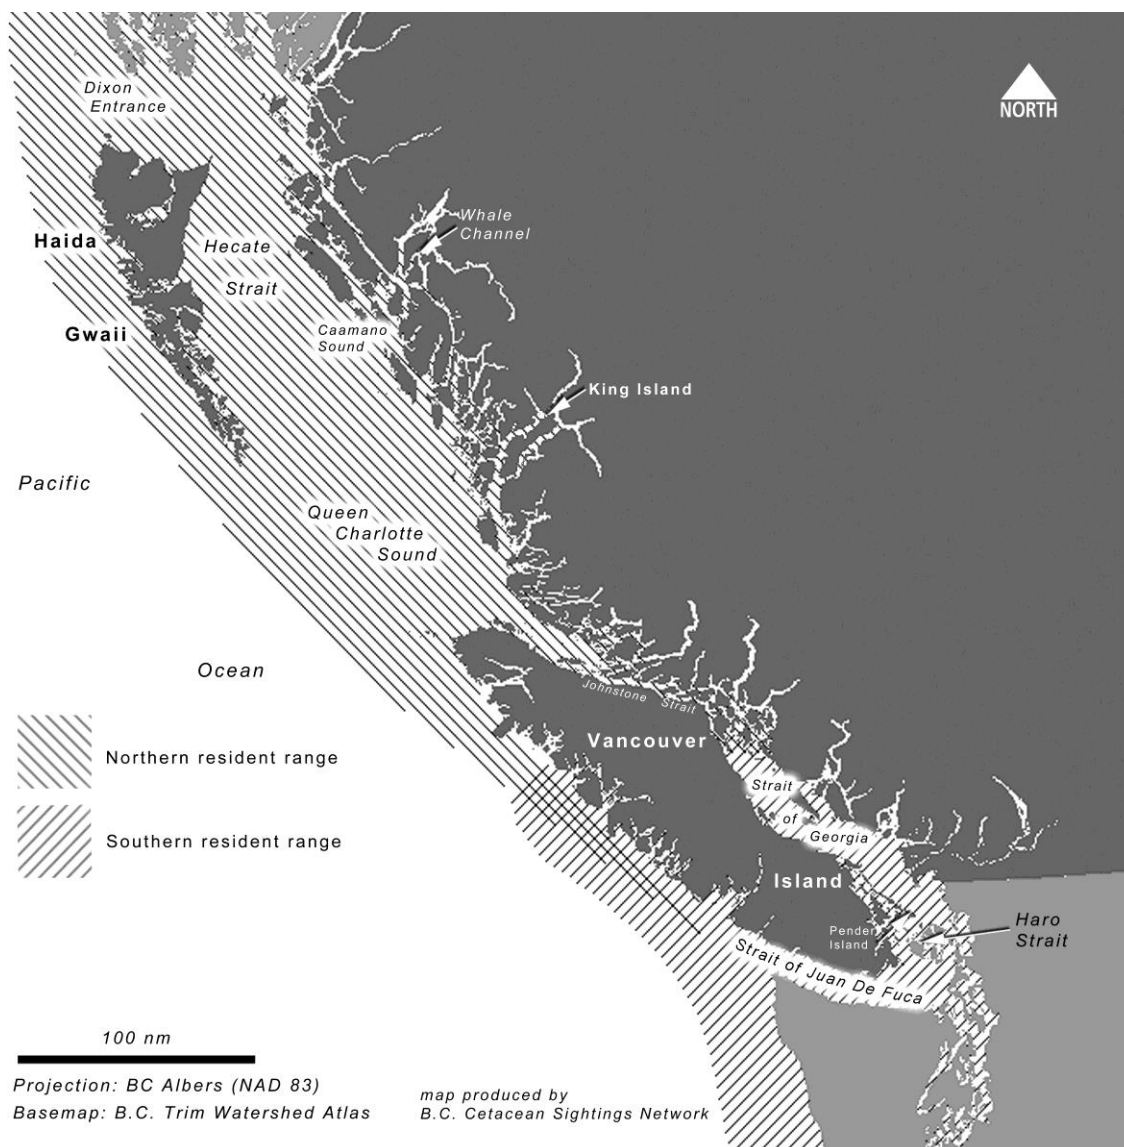 Dixon
Entrance
NORTH
Whale
Channel
Haida
Hecate
Strait
Gwaii
Caamano
Sound
King Island
Pacific
Queen
Charlotte
Sound
Ocean
Johnstone Strait
Vancouver
Northern resident range
Strait
of
Georgia
Southern resident range
Island
Haro
Strait
Pender
Island
Strait of Juan De Fuca
100 nm
Projection: BC Albers (NAD 83)
Basemap: B.C. Trim Watershed Atlas
map produced by
B.C. Cetacean Sightings Network